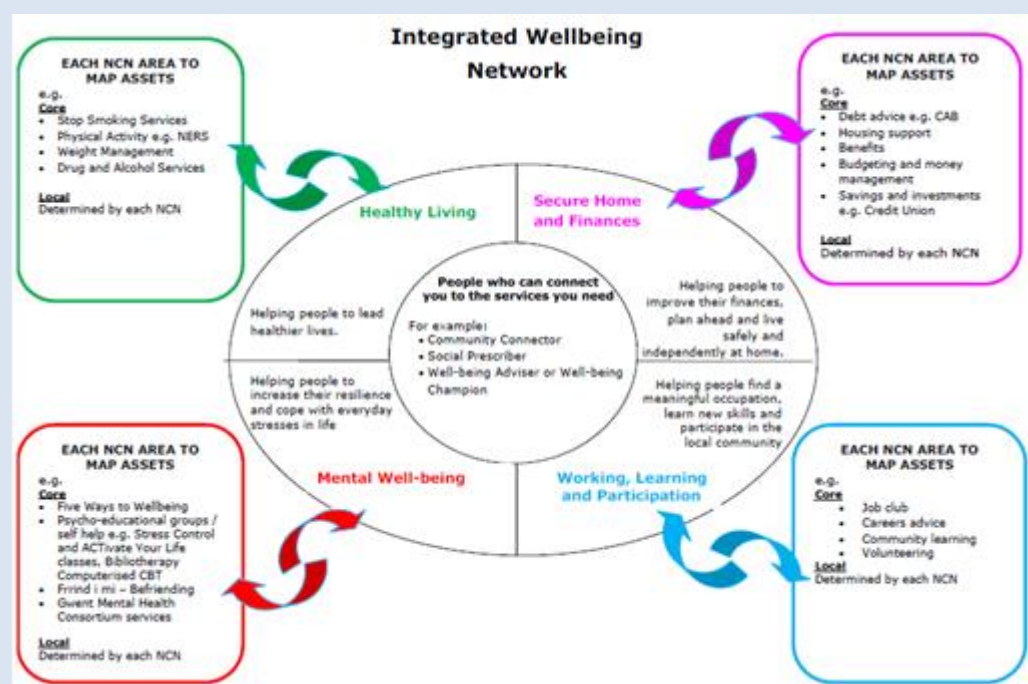 Integrated Wellbeing
Network
EACH NCN AREA TO
MAP ASSETS
e.g.
Core
• Stop Smoking Services
• Physical Activity e.g. NERS
• Weight Management
• Drug and Alcohol Services
Local
Determined by each NCN
EACH NCN AREA TO
MAP ASSETS
e.g.
Core
• Debt advice e.g. CAB
• Housing support
• Benefits
• Budgeting and money
management
• Savings and investments
e.g. Credit Union
Local
Determined by each NCN
Healthy Living
Secure Home
and Finances
Helping people to lead
healthier lives.
People who can connect
you to the services you need
For example:
• Community Connector
• Social Prescriber
• Well-being Adviser or Well-being
Champion
Helping people to
improve their finances,
plan ahead and live
safely and
independently at home.
Helping people to
increase their resilience
and cope with everyday
stresses in life
Helping people find a
meaningful occupation,
learn new skills and
participate in the
local community
Mental Well-being
Working, Learning
and Participation
EACH NCN AREA TO
MAP ASSETS
e.g.
Core
• Five Ways to Wellbeing
• Psycho-educational groups /
self help e.g. Stress Control
and ACTivate Your Life
classes, Bibliotherapy
Computerised CBT
• Frrind i mi – Befriending
• Gwent Mental Health
Consortium services
Local
Determined by each NCN
EACH NCN AREA TO
MAP ASSETS
e.g.
Core
• Job club
• Careers advice
• Community learning
• Volunteering
Local
Determined by each NCN